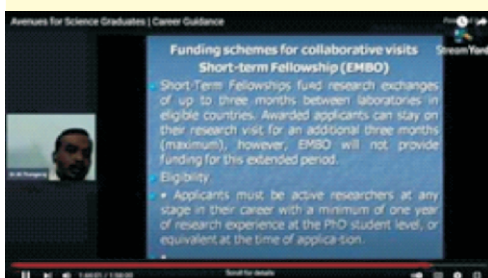 Avenues for Science Graduates | Career Guidance
StreamYard
Funding schemes for collaborative visits
Short-term Fellowship (EMBO)
Short-Term Fellowships fund research exchanges
of up to three months between laboratories in
eligible countries. Awarded applicants can stay on
their research visit for an additional three months
(maximum), however, EMBO will not provide
funding for this extended period.
Eligibility
• Applicants must be active researchers at any
stage in their career with a minimum of one year
of research experience at the PhD student level, or
equivalent at the time of applica-tion.
Scroll for details